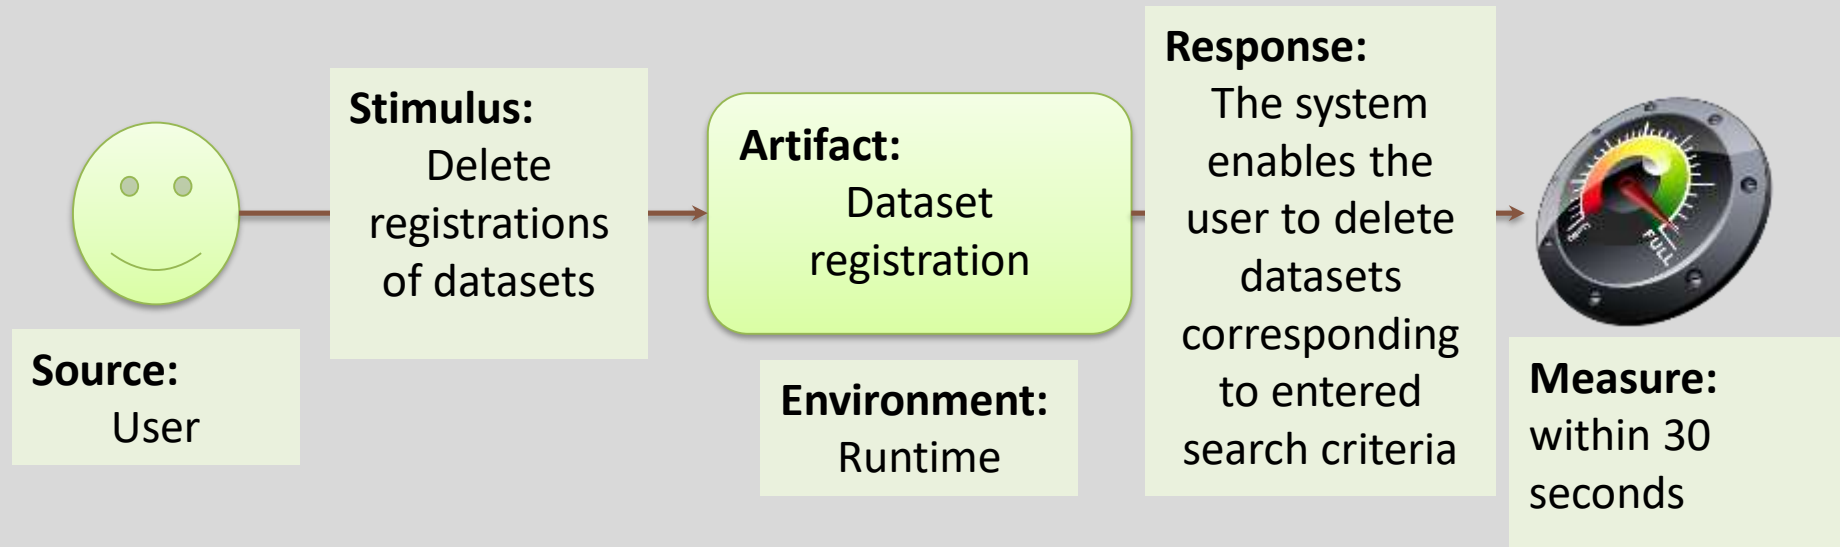 Source:
User
Stimulus:
Delete
registrations
of datasets
Artifact:
Dataset
registration
Environment:
Runtime
Response:
The system
enables the
user to delete
datasets
corresponding
to entered
search criteria
FULL
Measure:
within 30
seconds